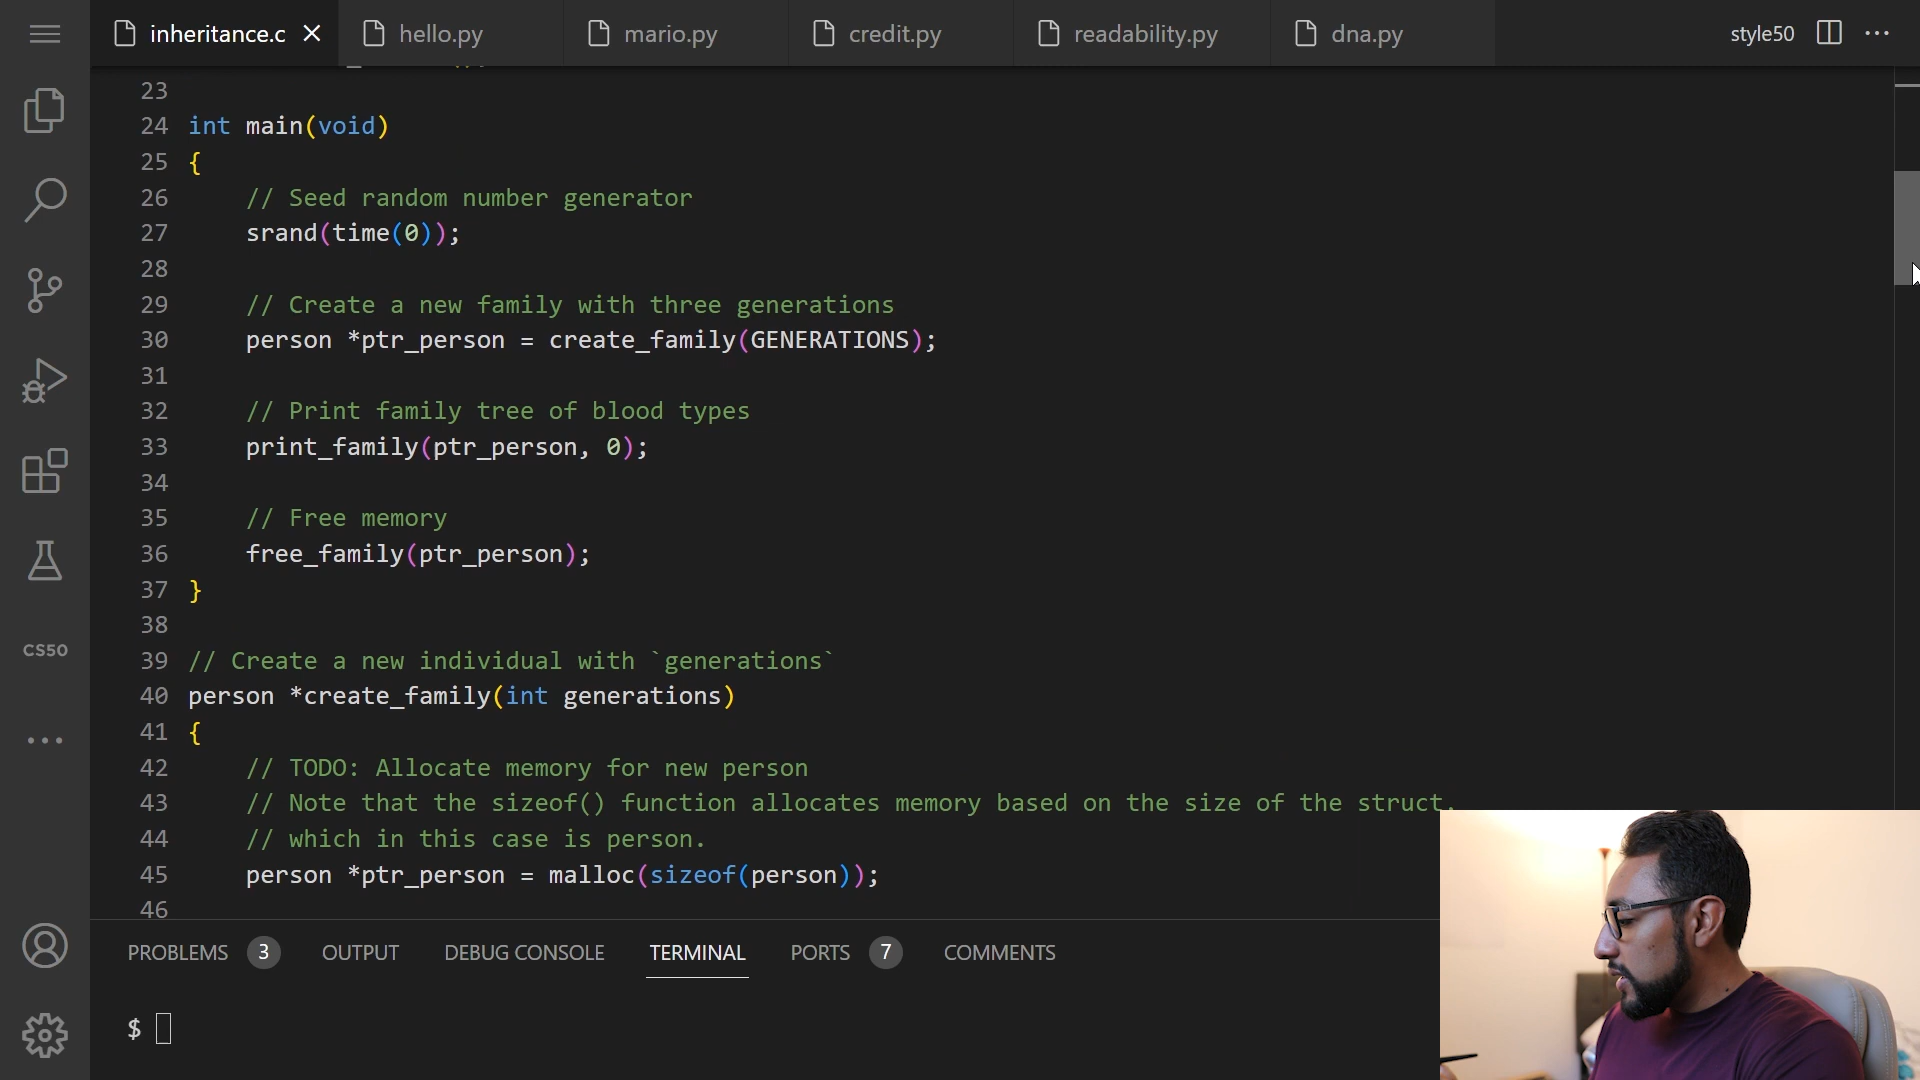 inheritance.c
hello.py
mario.py
credit.py
readability.py
dna.py
style50
23
24 int main(void)
25 {
26 // Seed random number generator
27 srand(time(0));
28
29 // Create a new family with three generations
30 person *ptr_person = create_family(GENERATIONS);
31
32 // Print family tree of blood types
33 print_family(ptr_person, 0);
34
35 // Free memory
36 free_family(ptr_person);
37 }
38
39 // Create a new individual with `generations`
40 person *create_family(int generations)
41 {
42 // TODO: Allocate memory for new person
43 // Note that the sizeof() function allocates memory based on the size of the struct,
44 // which in this case is person.
45 person *ptr_person = malloc(sizeof(person));
46
CS50
PROBLEMS 3 OUTPUT DEBUG CONSOLE TERMINAL PORTS 7 COMMENTS
$